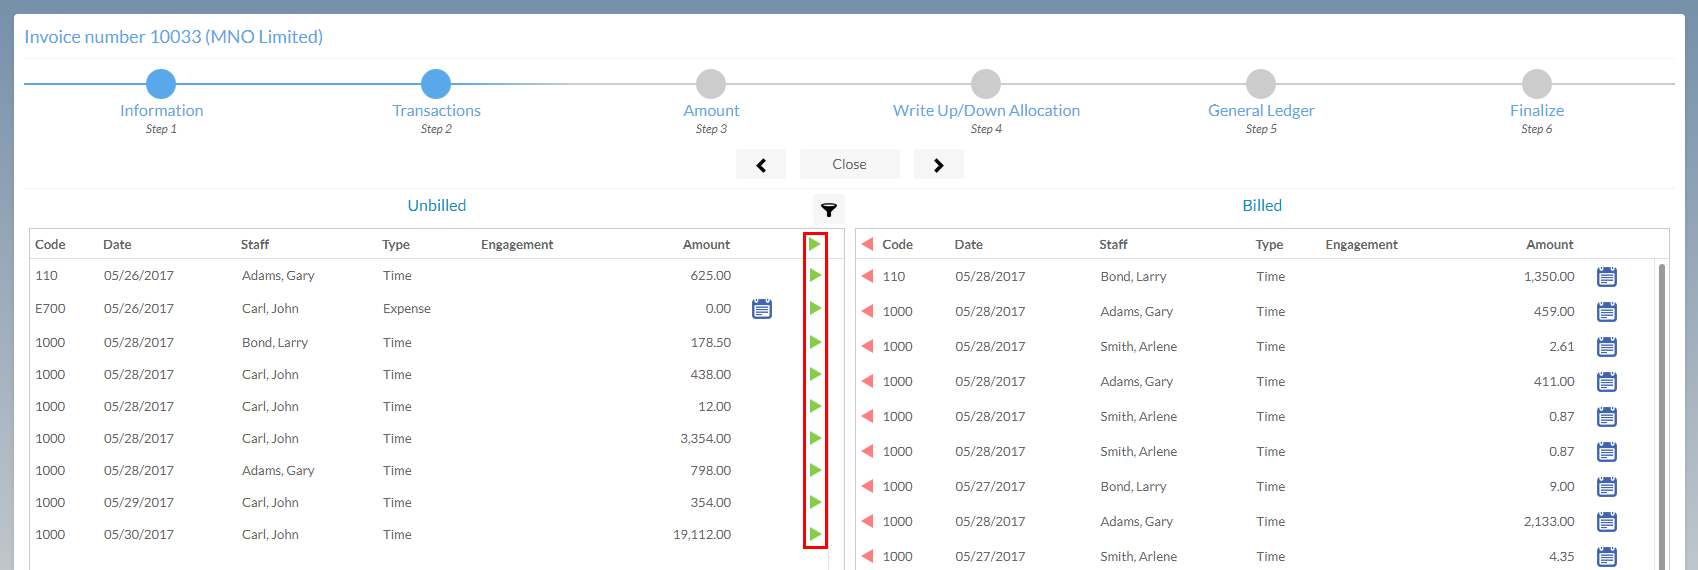 Invoice number 10033 (MNO Limited)
Information Transactions Amount Write Up/Down Allocation General Ledger Finalize
Step 1 Step 2 Step 3 Step 4 Step 5 Step 6
Close
Unbilled
Code Date Staff Type Engagement Amount
110 05/26/2017 Adams, Gary Time 625.00
E700 05/26/2017 Carl, John Expense 0.00
1000 05/28/2017 Bond, Larry Time 178.50
1000 05/28/2017 Carl, John Time 438.00
1000 05/28/2017 Carl, John Time 12.00
1000 05/28/2017 Carl, John Time 3,354.00
1000 05/28/2017 Adams, Gary Time 798.00
1000 05/29/2017 Carl, John Time 354.00
1000 05/30/2017 Carl, John Time 19,112.00
Billed
Code Date Staff Type Engagement Amount
110 05/28/2017 Bond, Larry Time 1,350.00
1000 05/28/2017 Adams, Gary Time 459.00
1000 05/28/2017 Smith, Arlene Time 2.61
1000 05/28/2017 Adams, Gary Time 411.00
1000 05/28/2017 Smith, Arlene Time 0.87
1000 05/28/2017 Smith, Arlene Time 0.87
1000 05/27/2017 Bond, Larry Time 9.00
1000 05/28/2017 Adams, Gary Time 2,133.00
1000 05/27/2017 Smith, Arlene Time 4.35